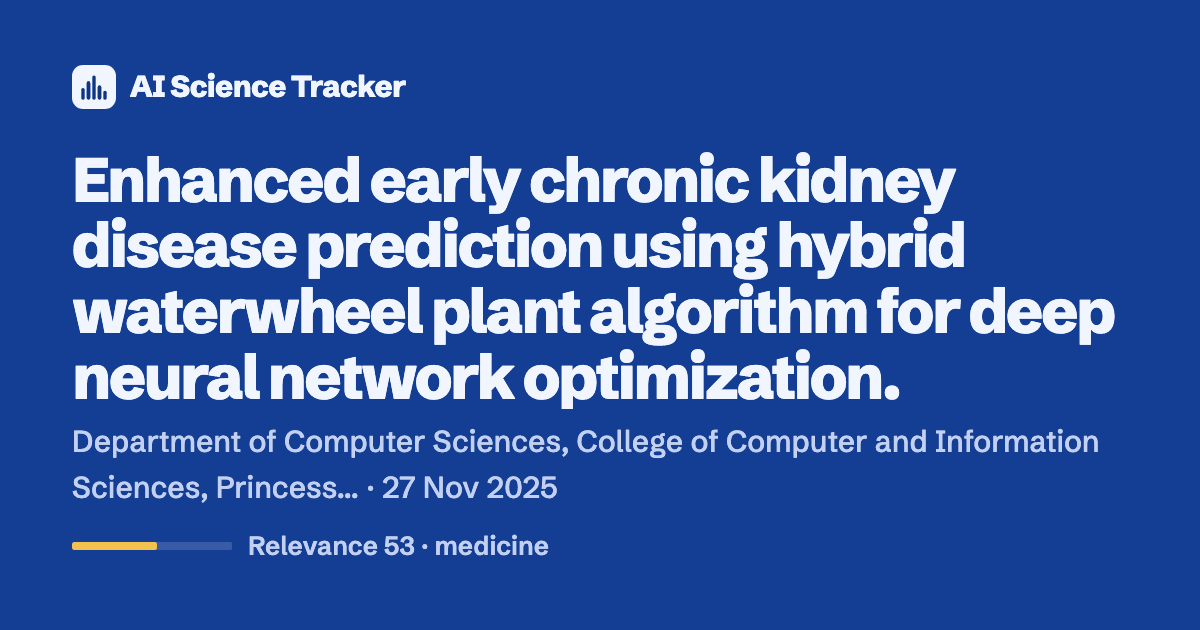 AI Science Tracker
Enhanced early chronic kidney
disease prediction using hybrid
waterwheel plant algorithm for deep
neural network optimization.
Department of Computer Sciences, College of Computer and Information
Sciences, Princess... · 27 Nov 2025
Relevance 53 · medicine